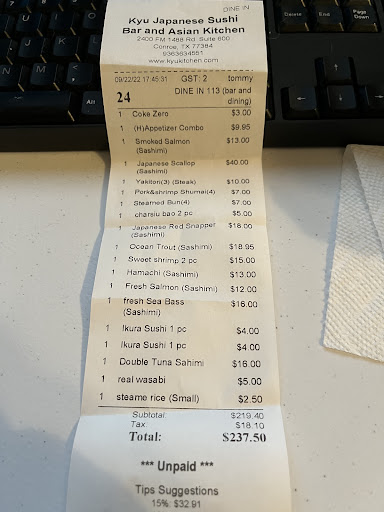 DINE IN
Kyu Japanese Sushi
Bar and Asian Kitchen
2400 FM 1488 Rd. Suite 600
Conroe, TX 77384
9363634551
www.kyukitchen.com
09/22/22 17:45:31 GST: 2 tommy
24 DINE IN 113 (bar and
dining)
1 Coke Zero $3.00
1 (H)Appetizer Combo $9.95
1 Smoked Salmon $13.00
(Sashimi)
1 Japanese Scallop $40.00
(Sashimi)
1 Yakitori(3) (Steak) $10.00
1 Pork&shrimp Shumai(4) $7.00
1 Steamed Bun(4) $7.00
1 charsiu bao 2 pc $5.00
1 Japanese Red Snapper $18.00
(Sashimi)
1 Ocean Trout (Sashimi) $18.95
1 Sweet shrimp 2 pc $15.00
1 Hamachi (Sashimi) $13.00
1 Fresh Salmon (Sashimi) $12.00
1 fresh Sea Bass $16.00
(Sashimi)
1 Ikura Sushi 1 pc $4.00
1 Ikura Sushi 1 pc $4.00
1 Double Tuna Sahimi $16.00
1 real wasabi $5.00
1 steame rice (Small) $2.50
Subtotal: $219.40
Tax $18.10
Total: $237.50
*** Unpaid ***
Tips Suggestions
15%: $32.91
Delete
End
Page
Down